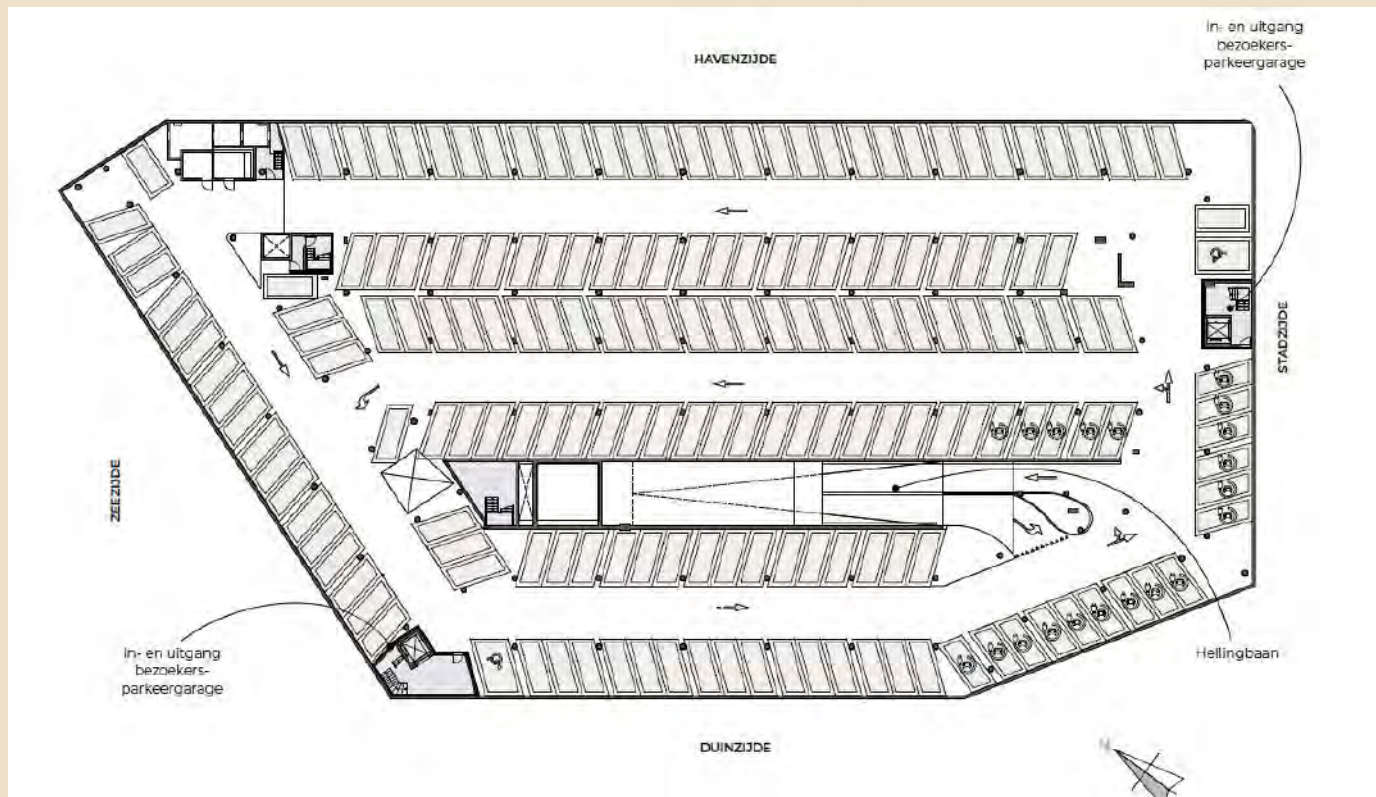 In- en uitgang
bezoekers-
parkeergarage
HAVENZIJDE
STADZIJDE
ZEEZIJDE
In- en uitgang
bezoekers-
parkeergarage
Hellingbaan
DUINZIJDE
N